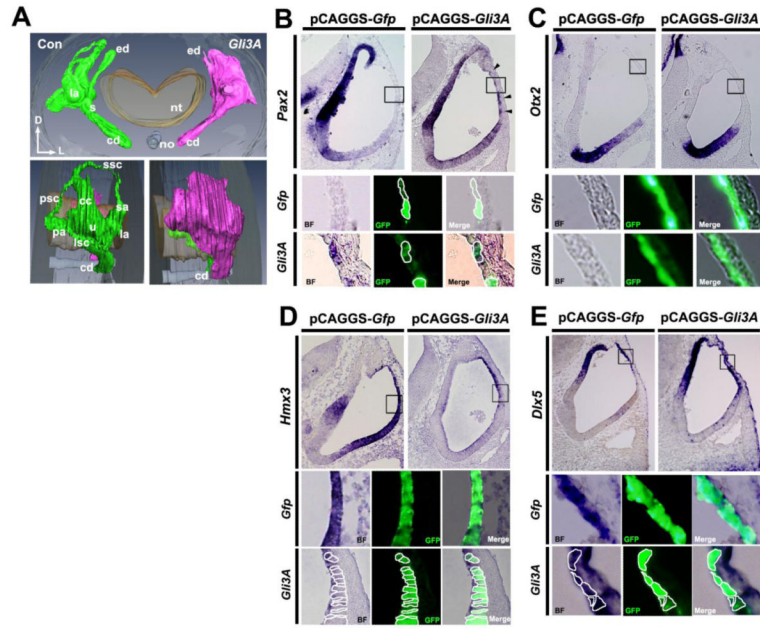 A
Con
Gli3A
ed
ed
la
s
nt
cd
no
cd
D
L
ssc
psc
cc
sa
u
pa
la
lsc
cd
cd
B
pCAGGS-Gfp
pCAGGS-Gli3A
Pax2
Gfp
BF
GFP
Merge
Gli3A
BF
GFP
Merge
C
pCAGGS-Gfp
pCAGGS-Gli3A
Otx2
Gfp
BF
GFP
Merge
Gli3A
BF
GFP
Merge
D
pCAGGS-Gfp
pCAGGS-Gli3A
Hmx3
Gfp
BF
GFP
Merge
Gli3A
BF
GFP
Merge
E
pCAGGS-Gfp
pCAGGS-Gli3A
Dlx5
Gfp
BF
GFP
Merge
Gli3A
BF
GFP
Merge